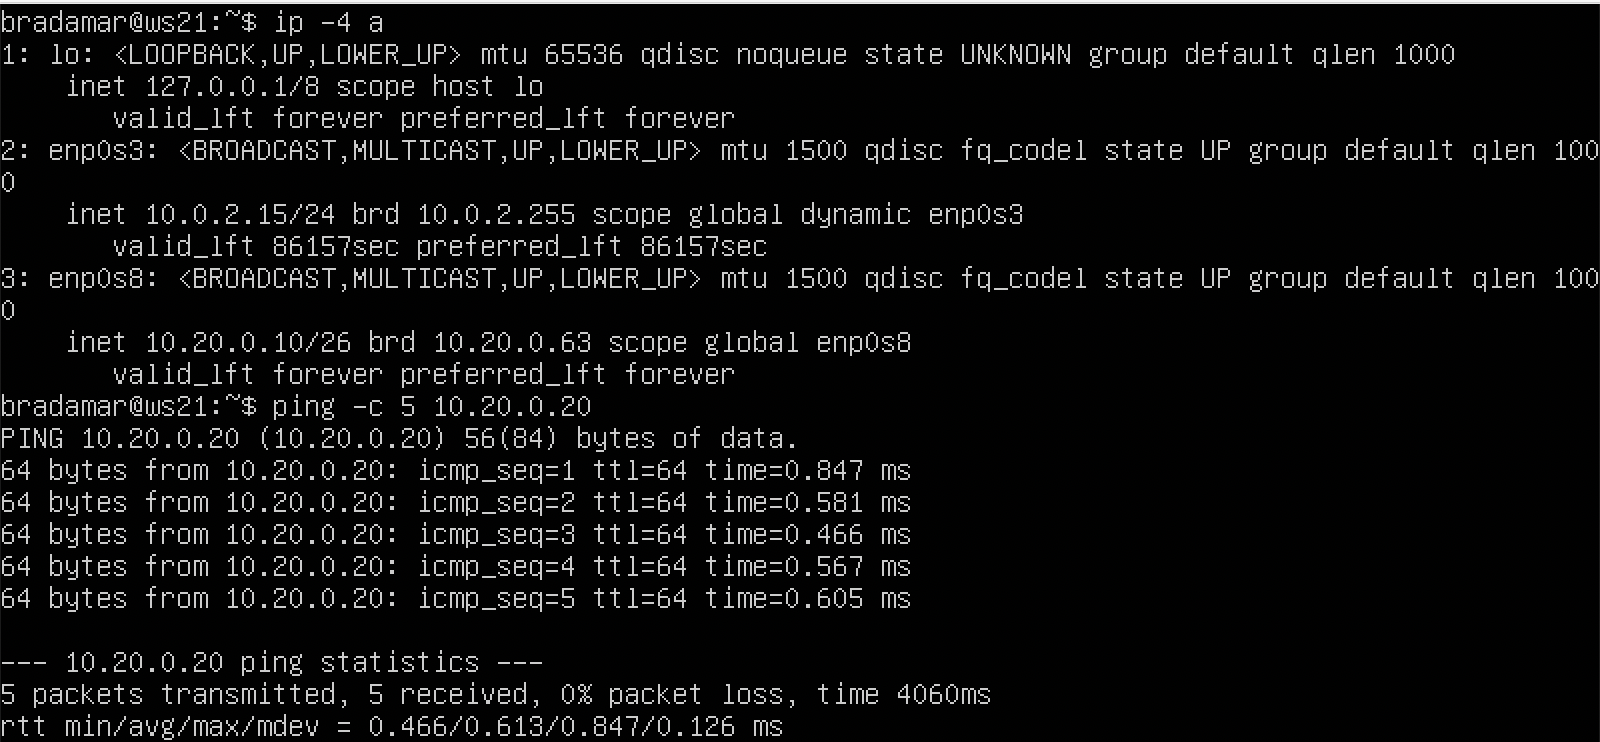 bradamar@ws21:~$ ip -4 a
1: lo: <LOOPBACK,UP,LOWER_UP> mtu 65536 qdisc noqueue state UNKNOWN group default qlen 1000
    inet 127.0.0.1/8 scope host lo
       valid_lft forever preferred_lft forever
2: enp0s3: <BROADCAST,MULTICAST,UP,LOWER_UP> mtu 1500 qdisc fq_codel state UP group default qlen 100
0
    inet 10.0.2.15/24 brd 10.0.2.255 scope global dynamic enp0s3
       valid_lft 86157sec preferred_lft 86157sec
3: enp0s8: <BROADCAST,MULTICAST,UP,LOWER_UP> mtu 1500 qdisc fq_codel state UP group default qlen 100
0
    inet 10.20.0.10/26 brd 10.20.0.63 scope global enp0s8
       valid_lft forever preferred_lft forever
bradamar@ws21:~$ ping -c 5 10.20.0.20
PING 10.20.0.20 (10.20.0.20) 56(84) bytes of data.
64 bytes from 10.20.0.20: icmp_seq=1 ttl=64 time=0.847 ms
64 bytes from 10.20.0.20: icmp_seq=2 ttl=64 time=0.581 ms
64 bytes from 10.20.0.20: icmp_seq=3 ttl=64 time=0.466 ms
64 bytes from 10.20.0.20: icmp_seq=4 ttl=64 time=0.567 ms
64 bytes from 10.20.0.20: icmp_seq=5 ttl=64 time=0.605 ms

--- 10.20.0.20 ping statistics ---
5 packets transmitted, 5 received, 0% packet loss, time 4060ms
rtt min/avg/max/mdev = 0.466/0.613/0.847/0.126 ms